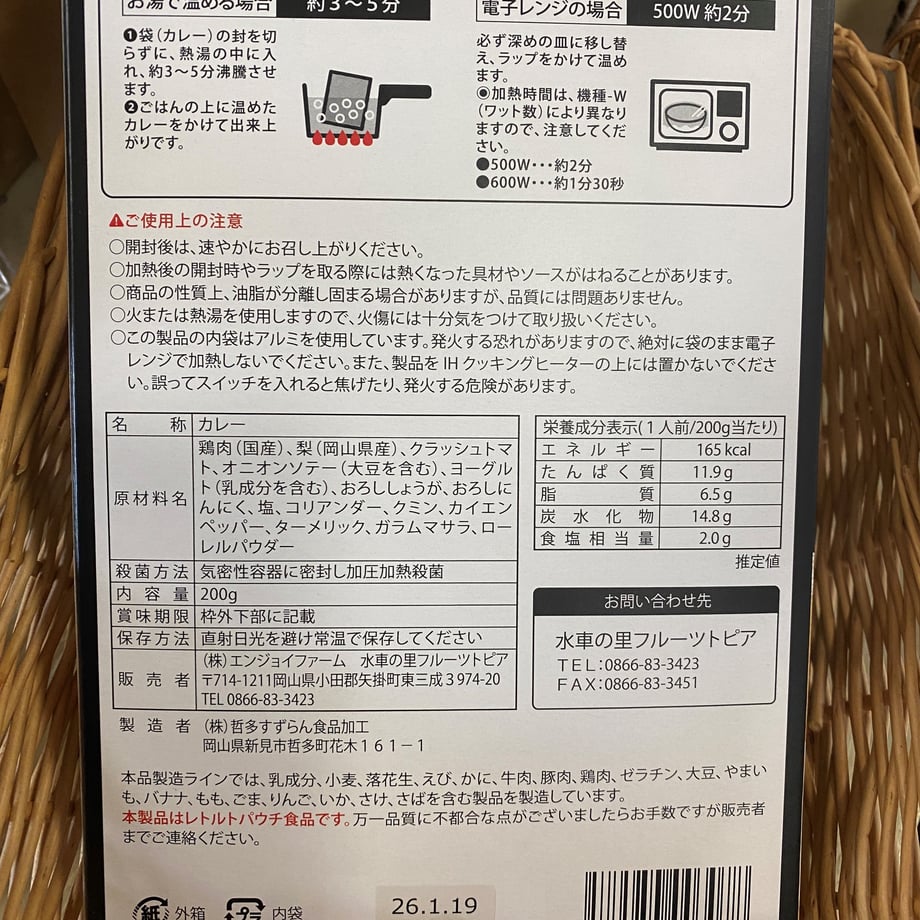 お湯で温める場合 約3～5分
❶袋（カレー）の封を切
らずに、熱湯の中に入
れ、約3～5分沸騰させ
ます。
❷ごはんの上に温めた
カレーをかけて出来上
がりです。
電子レンジの場合 500W 約2分
必ず深めの皿に移し替
え、ラップをかけて温め
ます。
◉加熱時間は、機種-W
（ワット数）により異なり
ますので、注意してくだ
さい。
●500W・・・約2分
●600W・・・約1分30秒
⚠ご使用上の注意
○開封後は、速やかにお召し上がりください。
○加熱後の開封時やラップを取る際には熱くなった具材やソースがはねることがあります。
○商品の性質上、油脂が分離し固まる場合がありますが、品質には問題ありません。
○火または熱湯を使用しますので、火傷には十分気をつけて取り扱いください。
○この製品の内袋はアルミを使用しています。発火する恐れがありますので、絶対に袋のまま電子
レンジで加熱しないでください。また、製品を IH クッキングヒーターの上には置かないでくださ
い。誤ってスイッチを入れると焦げたり、発火する危険があります。
名称 カレー
原材料名 鶏肉（国産）、梨（岡山県産）、クラッシュトマ
ト、オニオンソテー（大豆を含む）、ヨーグル
ト（乳成分を含む）、おろししょうが、おろしに
んにく、塩、コリアンダー、クミン、カイエン
ペッパー、ターメリック、ガラムマサラ、ロー
レルパウダー
殺菌方法 気密性容器に密封し加圧加熱殺菌
内容量 200g
賞味期限 枠外下部に記載
保存方法 直射日光を避け常温で保存してください
販売者 （株）エンジョイファーム 水車の里フルーツトピア
〒714-1211岡山県小田郡矢掛町東三成３974-20
TEL 0866-83-3423
製造者 （株）哲多すずらん食品加工
岡山県新見市哲多町花木１６１－１
栄養成分表示（１人前/200g当たり）
エネルギー 165 kcal
たんぱく質 11.9 g
脂質 6.5 g
炭水化物 14.8 g
食塩相当量 2.0 g
推定値
お問い合わせ先
水車の里フルーツトピア
ＴＥＬ：0866-83-3423
ＦＡＸ：0866-83-3451
本品製造ラインでは、乳成分、小麦、落花生、えび、かに、牛肉、豚肉、鶏肉、ゼラチン、大豆、やまい
も、バナナ、もも、ごま、りんご、いか、さけ、さばを含む製品を製造しています。
本製品はレトルトパウチ食品です。万一品質に不都合な点がございましたらお手数ですが販売者
までご連絡ください。
紙 外箱 プラ 内袋
26.1.19